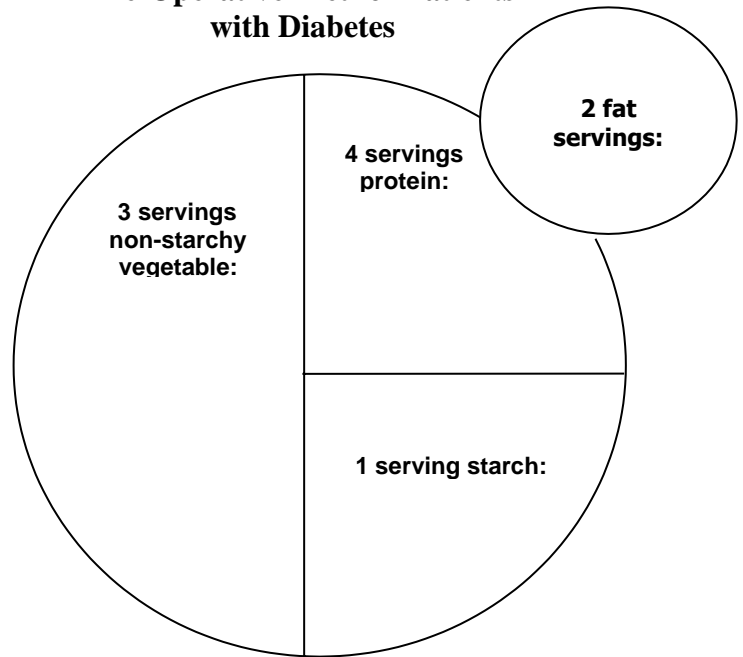 with Diabetes
2 fat
servings:
4 servings
protein:
3 servings
non-starchy
vegetable:
1 serving starch: